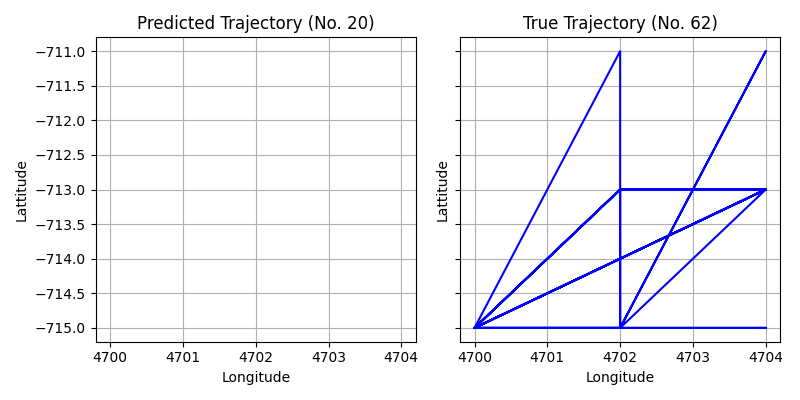 Predicted Trajectory (No. 20)
True Trajectory (No. 62)
−711.0
−711.5
−712.0
−712.5
−713.0
−713.5
−714.0
−714.5
−715.0
Lattitude
Lattitude
4700 4701 4702 4703 4704
4700 4701 4702 4703 4704
Longitude
Longitude